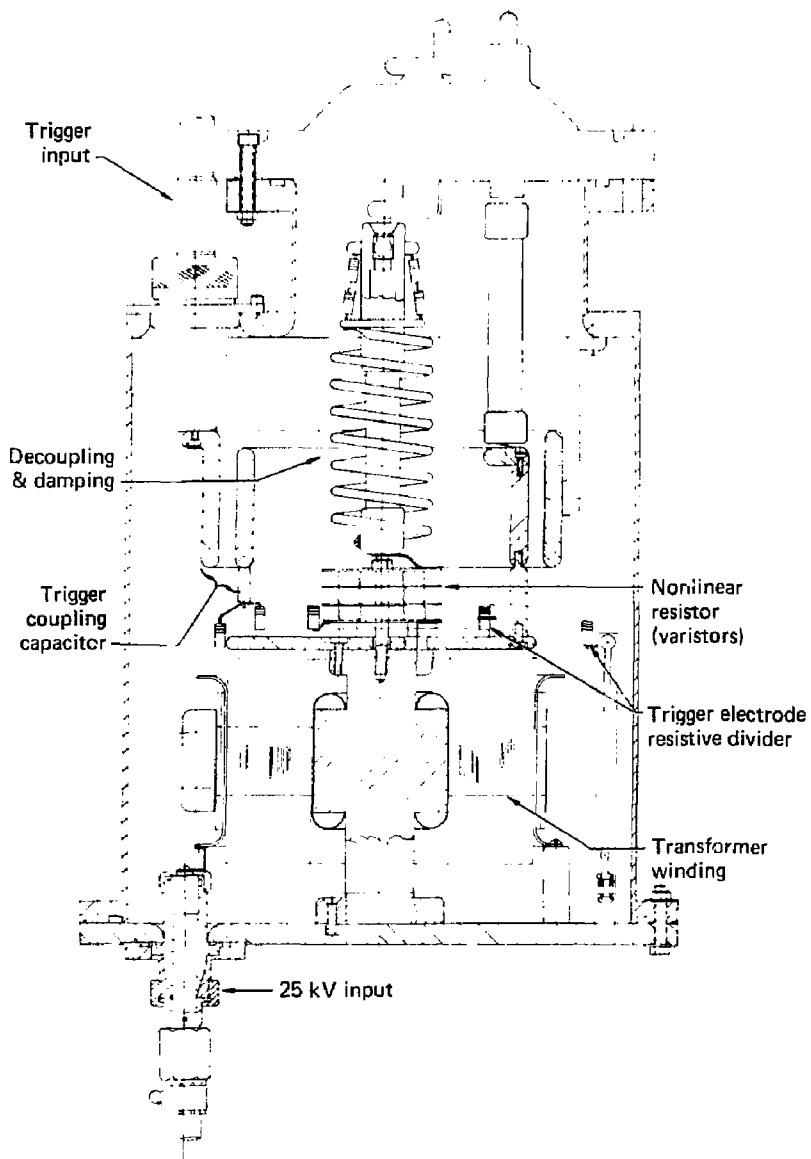 Trigger
input
Decoupling
& damping
Trigger
coupling
capacitor
Nonlinear
resistor
(varistors)
Trigger electrode
resistive divider
Transformer
winding
25 kV input